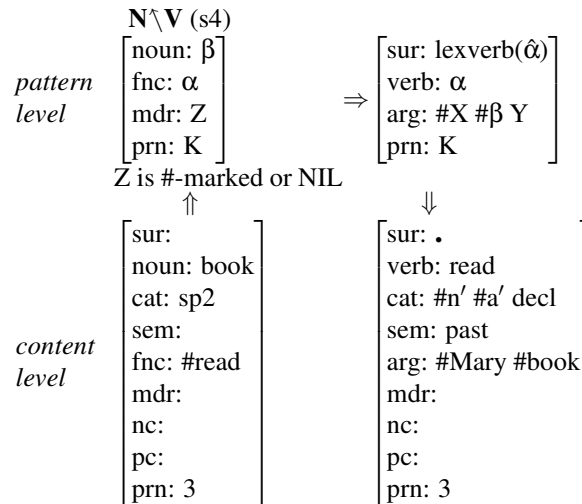 N↖V (s4)
pattern level
[noun: β
fnc: α
mdr: Z
prn: K]
⇒
[sur: lexverb(α̂)
verb: α
arg: #X #β Y
prn: K]
Z is #-marked or NIL
⇑ ⇓
content level
[sur:
noun: book
cat: sp2
sem:
fnc: #read
mdr:
nc:
pc:
prn: 3]
[sur: .
verb: read
cat: #n′ #a′ decl
sem: past
arg: #Mary #book
mdr:
nc:
pc:
prn: 3]